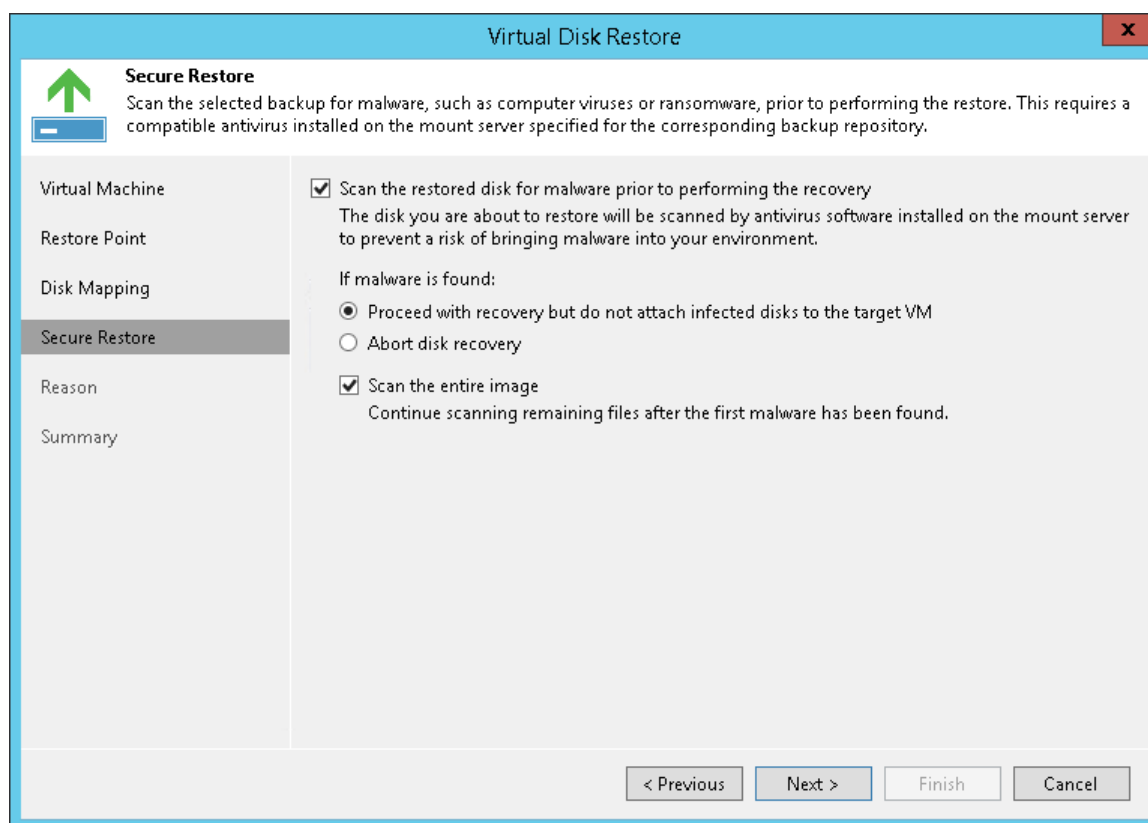 Virtual Disk Restore
x
Secure Restore
Scan the selected backup for malware, such as computer viruses or ransomware, prior to performing the restore. This requires a
compatible antivirus installed on the mount server specified for the corresponding backup repository.
Virtual Machine
Restore Point
Disk Mapping
Secure Restore
Reason
Summary
Scan the restored disk for malware prior to performing the recovery
The disk you are about to restore will be scanned by antivirus software installed on the mount server
to prevent a risk of bringing malware into your environment.
If malware is found:
Proceed with recovery but do not attach infected disks to the target VM
Abort disk recovery
Scan the entire image
Continue scanning remaining files after the first malware has been found.
< Previous
Next >
Finish
Cancel